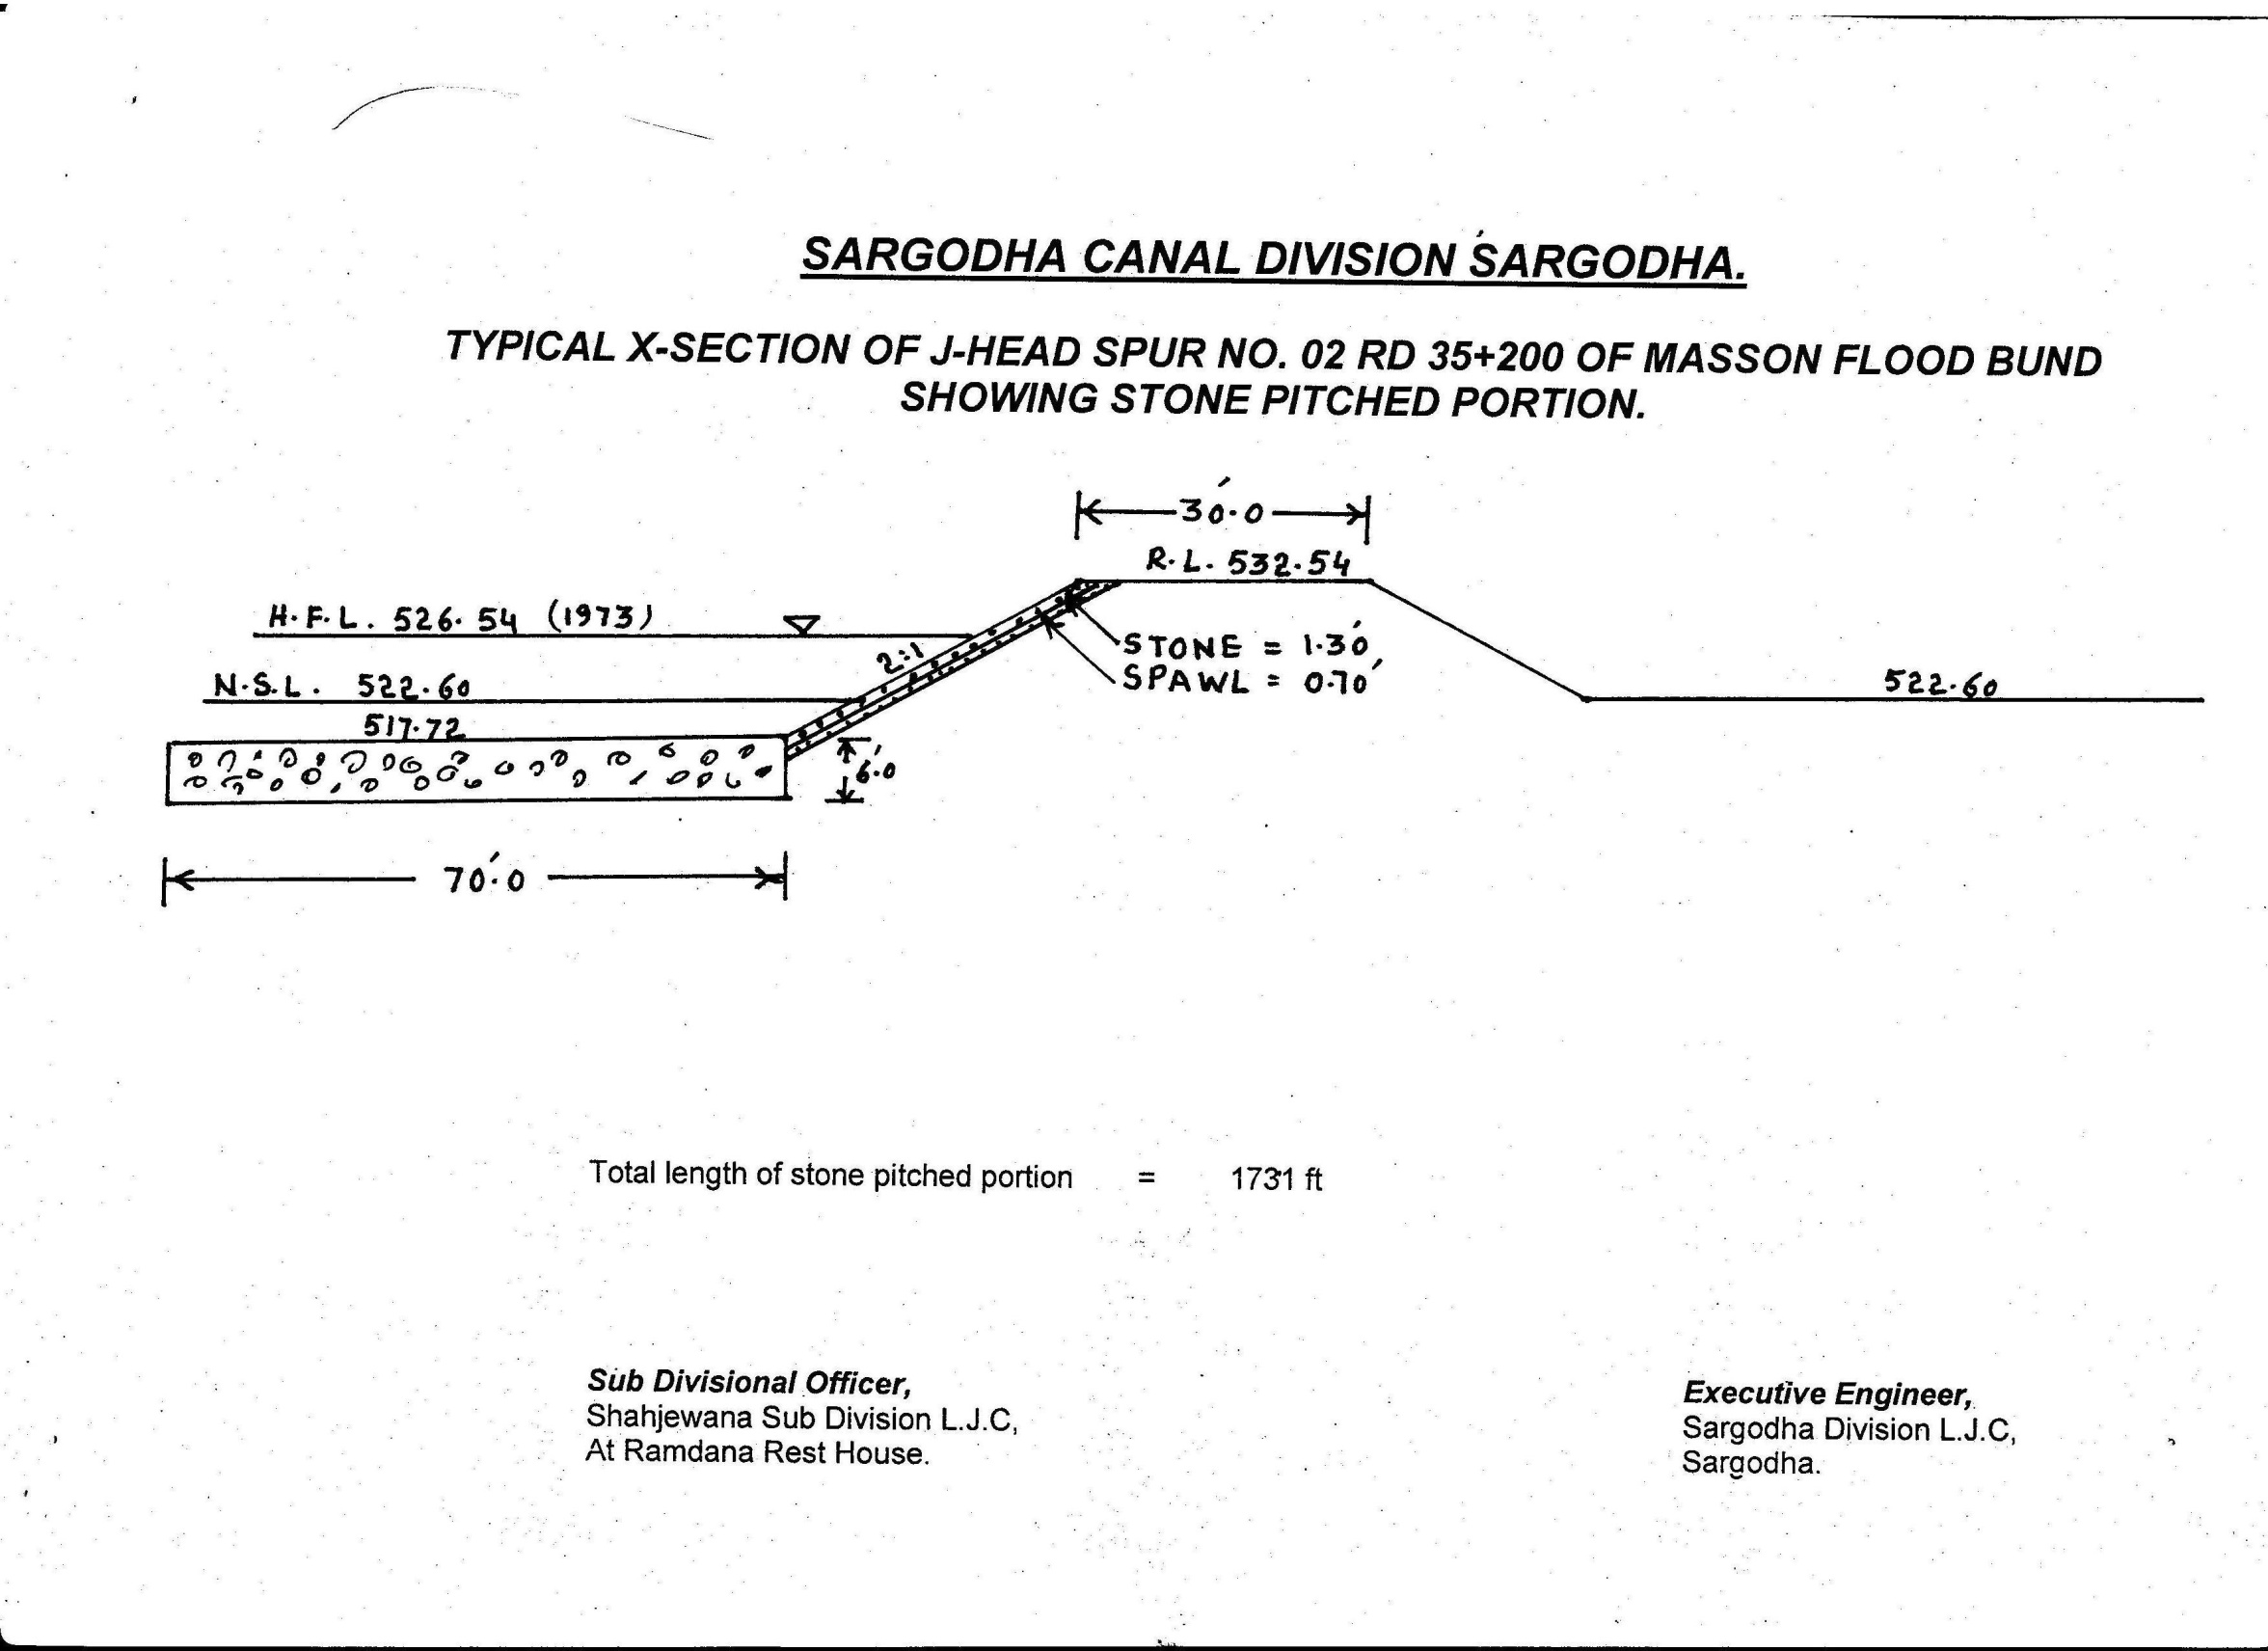 SARGODHA CANAL DIVISION SARGODHA.
TYPICAL X-SECTION OF J-HEAD SPUR NO. 02 RD 35+200 OF MASSON FLOOD BUND
SHOWING STONE PITCHED PORTION.
30'.0
R.L. 532.54
H.F.L. 526.54 (1973)
2:1
STONE = 1.30'
SPAWL = 0.70'
N.S.L. 522.60
522.60
517.72
6'.0
70'.0
Total length of stone pitched portion = 1731 ft
Sub Divisional Officer,
Shahjewana Sub Division L.J.C,
At Ramdana Rest House.
Executive Engineer,
Sargodha Division L.J.C,
Sargodha.